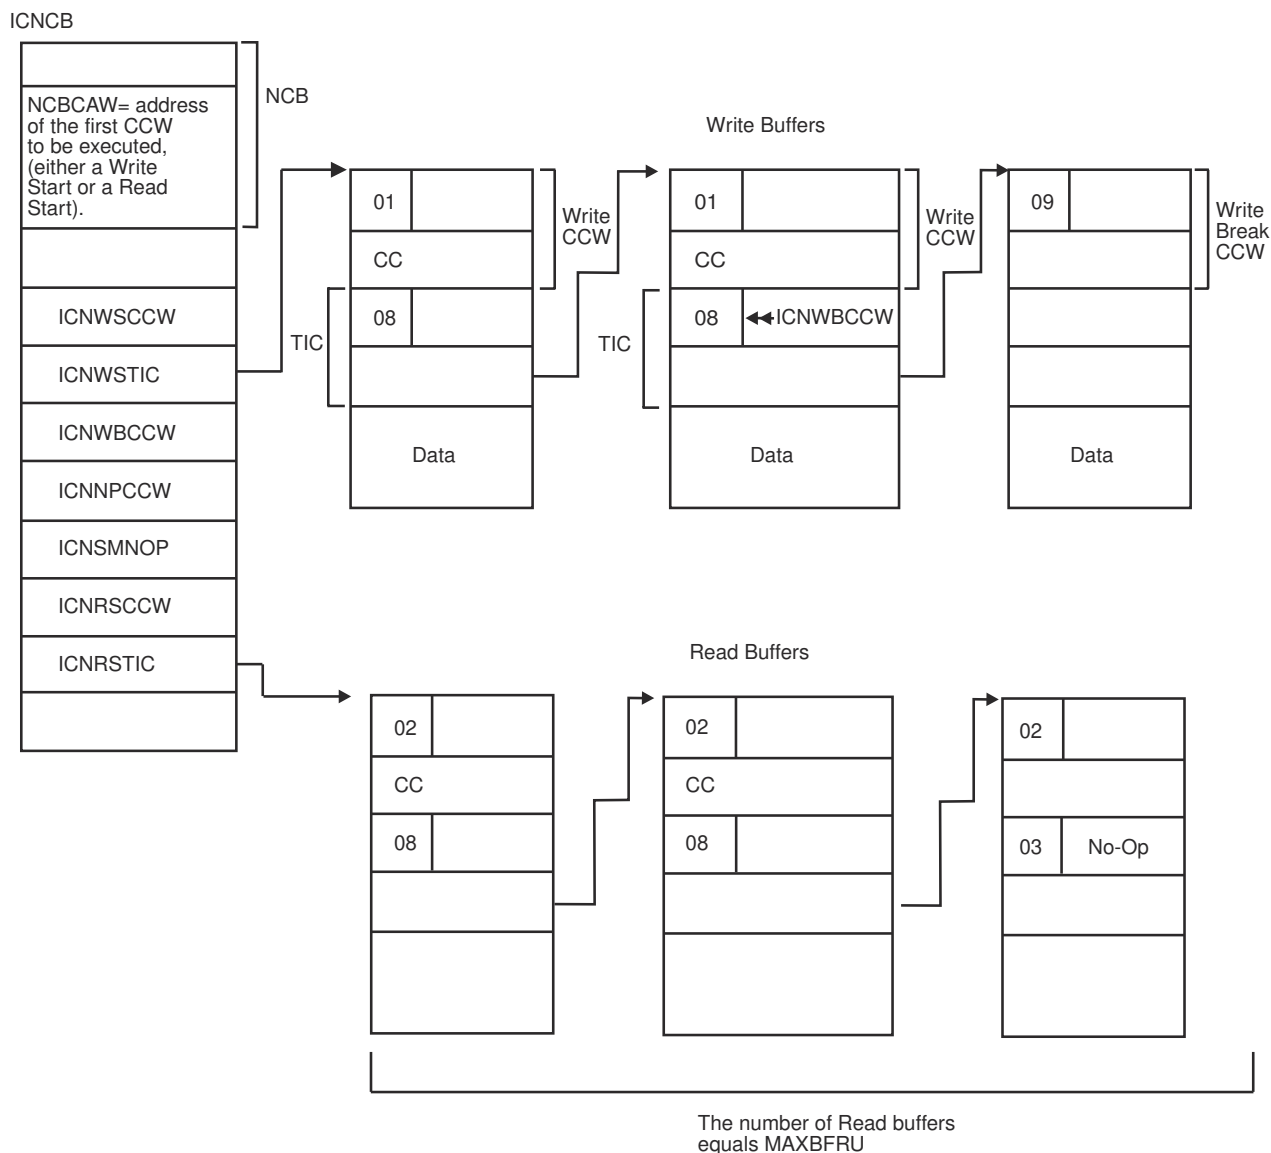 ICNCB
NCBCAW= address
of the first CCW
to be executed,
(either a Write
Start or a Read
Start).
NCB
ICNWSCCW
ICNWSTIC
ICNWBCCW
ICNNPCCW
ICNSMNOP
ICNRSCCW
ICNRSTIC
Write Buffers
01
CC
08
Data
Write
CCW
TIC
01
CC
08
ICNWBCCW
Data
Write
CCW
TIC
09
Data
Write
Break
CCW
Read Buffers
02
CC
08
02
CC
08
02
03
No-Op
The number of Read buffers
equals MAXBFRU